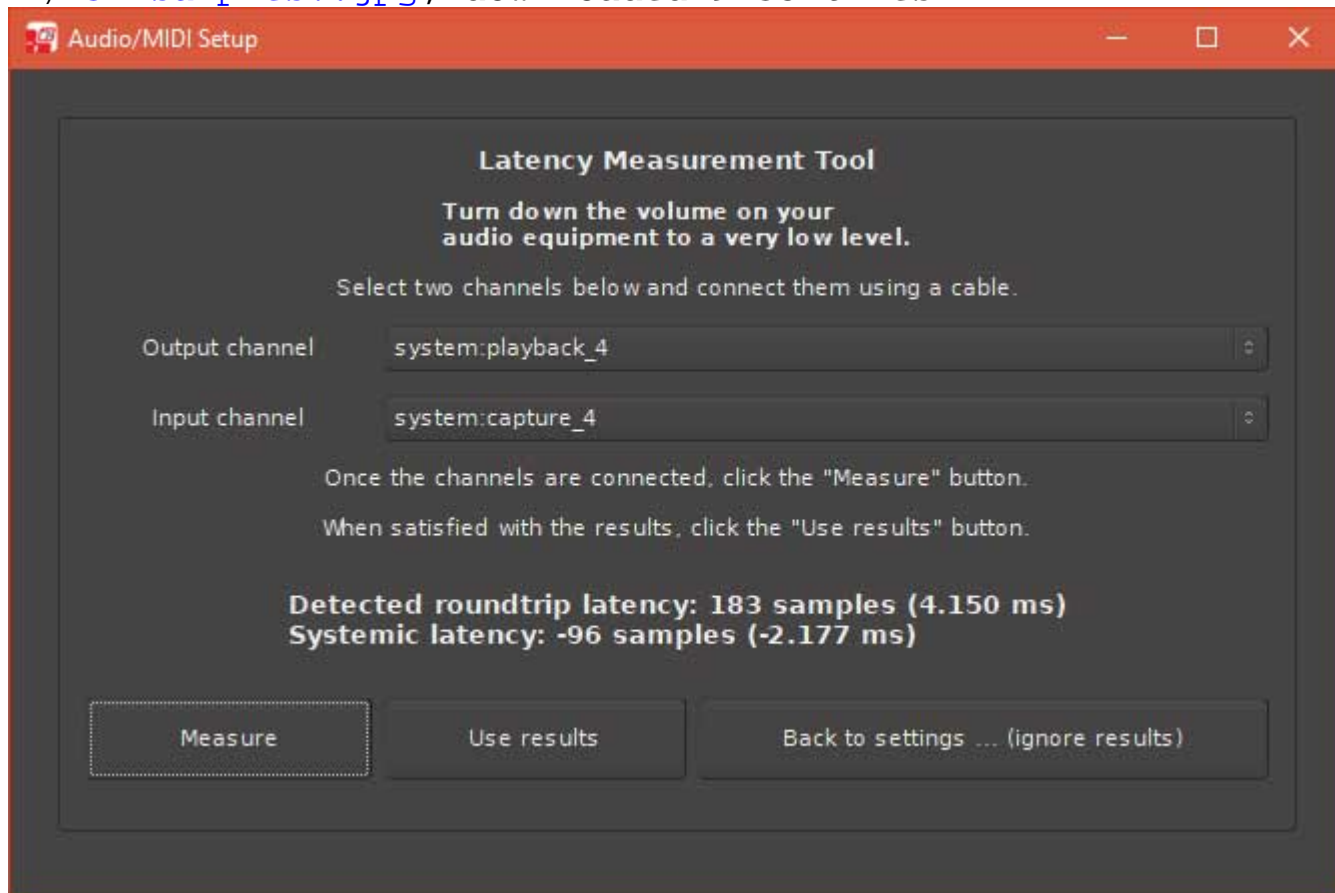 Audio/MIDI Setup
Latency Measurement Tool
Turn down the volume on your
audio equipment to a very low level.
Select two channels below and connect them using a cable.
Output channel system:playback_4
Input channel system:capture_4
Once the channels are connected, click the "Measure" button.
When satisfied with the results, click the "Use results" button.
Detected roundtrip latency: 183 samples (4.150 ms)
Systemic latency: -96 samples (-2.177 ms)
Measure Use results Back to settings ... (ignore results)